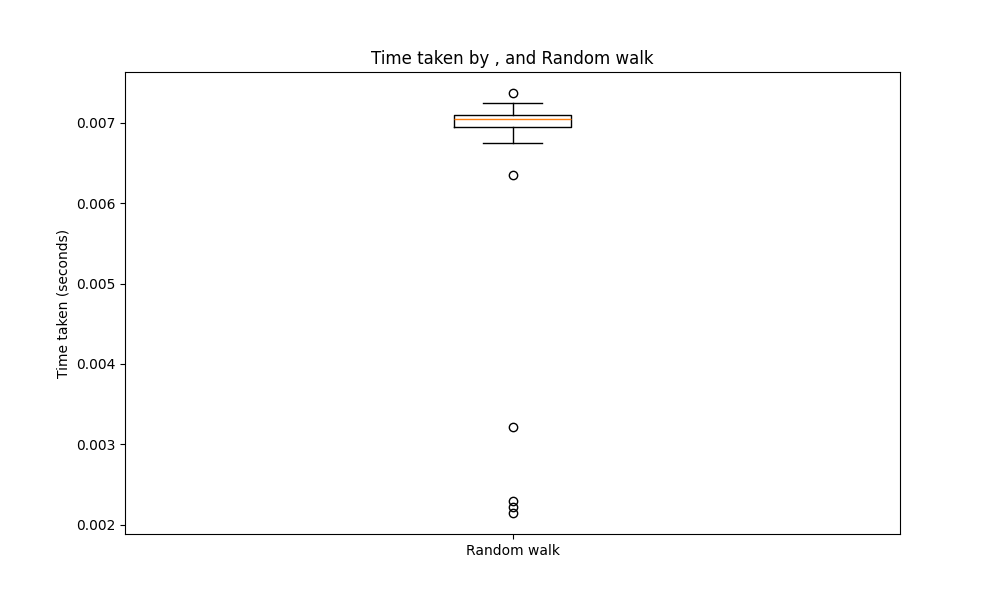 Time taken by , and Random walk
Time taken (seconds)
0.007
0.006
0.005
0.004
0.003
0.002
Random walk